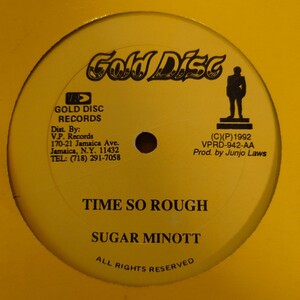 Gold Disc
GOLD DISC
RECORDS
Dist. By:
V.P. Records
170-21 Jamaica Ave.
Jamaica, N.Y. 11432
TEL: (718) 291-7058
(C)(P)1992
VPRD-942-AA
Prod. by Junjo Laws
TIME SO ROUGH
SUGAR MINOTT
ALL RIGHTS RESERVED